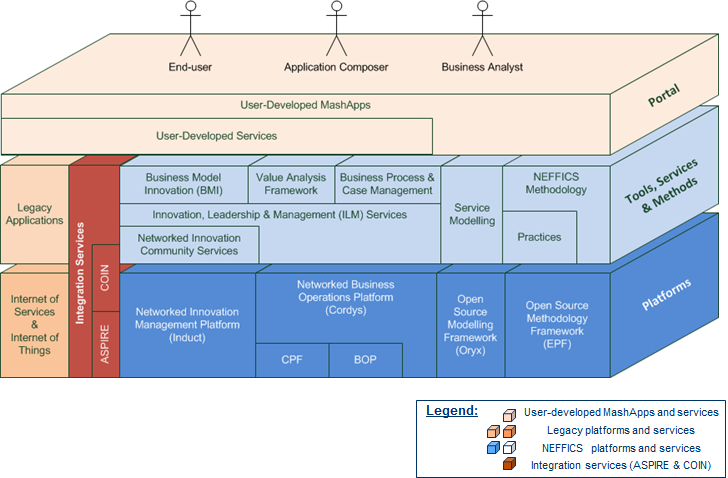 End-user
Application Composer
Business Analyst
User-Developed MashApps
User-Developed Services
Portal
Legacy
Applications
Integration Services
COIN
ASPIRE
Business Model
Innovation (BMI)
Value Analysis
Framework
Business Process &
Case Management
Innovation, Leadership & Management (ILM) Services
Networked Innovation
Community Services
Service
Modelling
NEFFICS
Methodology
Practices
Tools, Services
& Methods
Internet of
Services
&
Internet of
Things
Networked Innovation
Management Platform
(Induct)
Networked Business
Operations Platform
(Cordys)
CPF
BOP
Open
Source
Modelling
Framework
(Oryx)
Open Source
Methodology
Framework
(EPF)
Platforms
Legend:
User-developed MashApps and services
Legacy platforms and services
NEFFICS platforms and services
Integration services (ASPIRE & COIN)